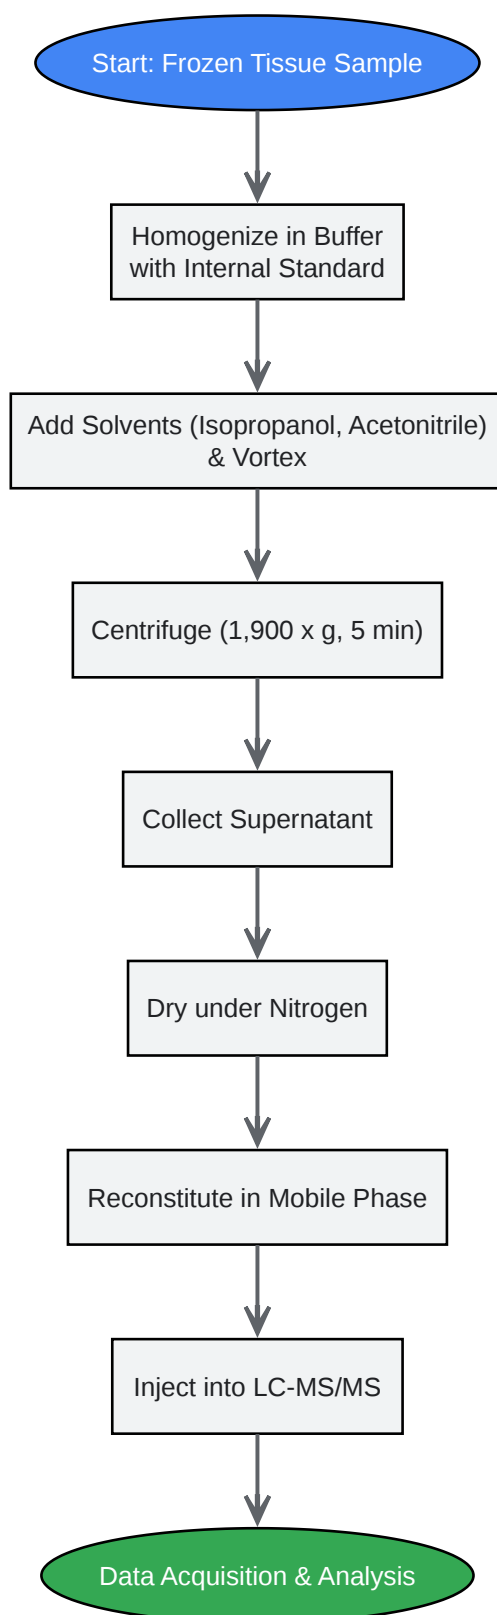 Start: Frozen Tissue Sample
Homogenize in Buffer
with Internal Standard
Add Solvents (Isopropanol, Acetonitrile)
& Vortex
Centrifuge (1,900 x g, 5 min)
Collect Supernatant
Dry under Nitrogen
Reconstitute in Mobile Phase
Inject into LC-MS/MS
Data Acquisition & Analysis